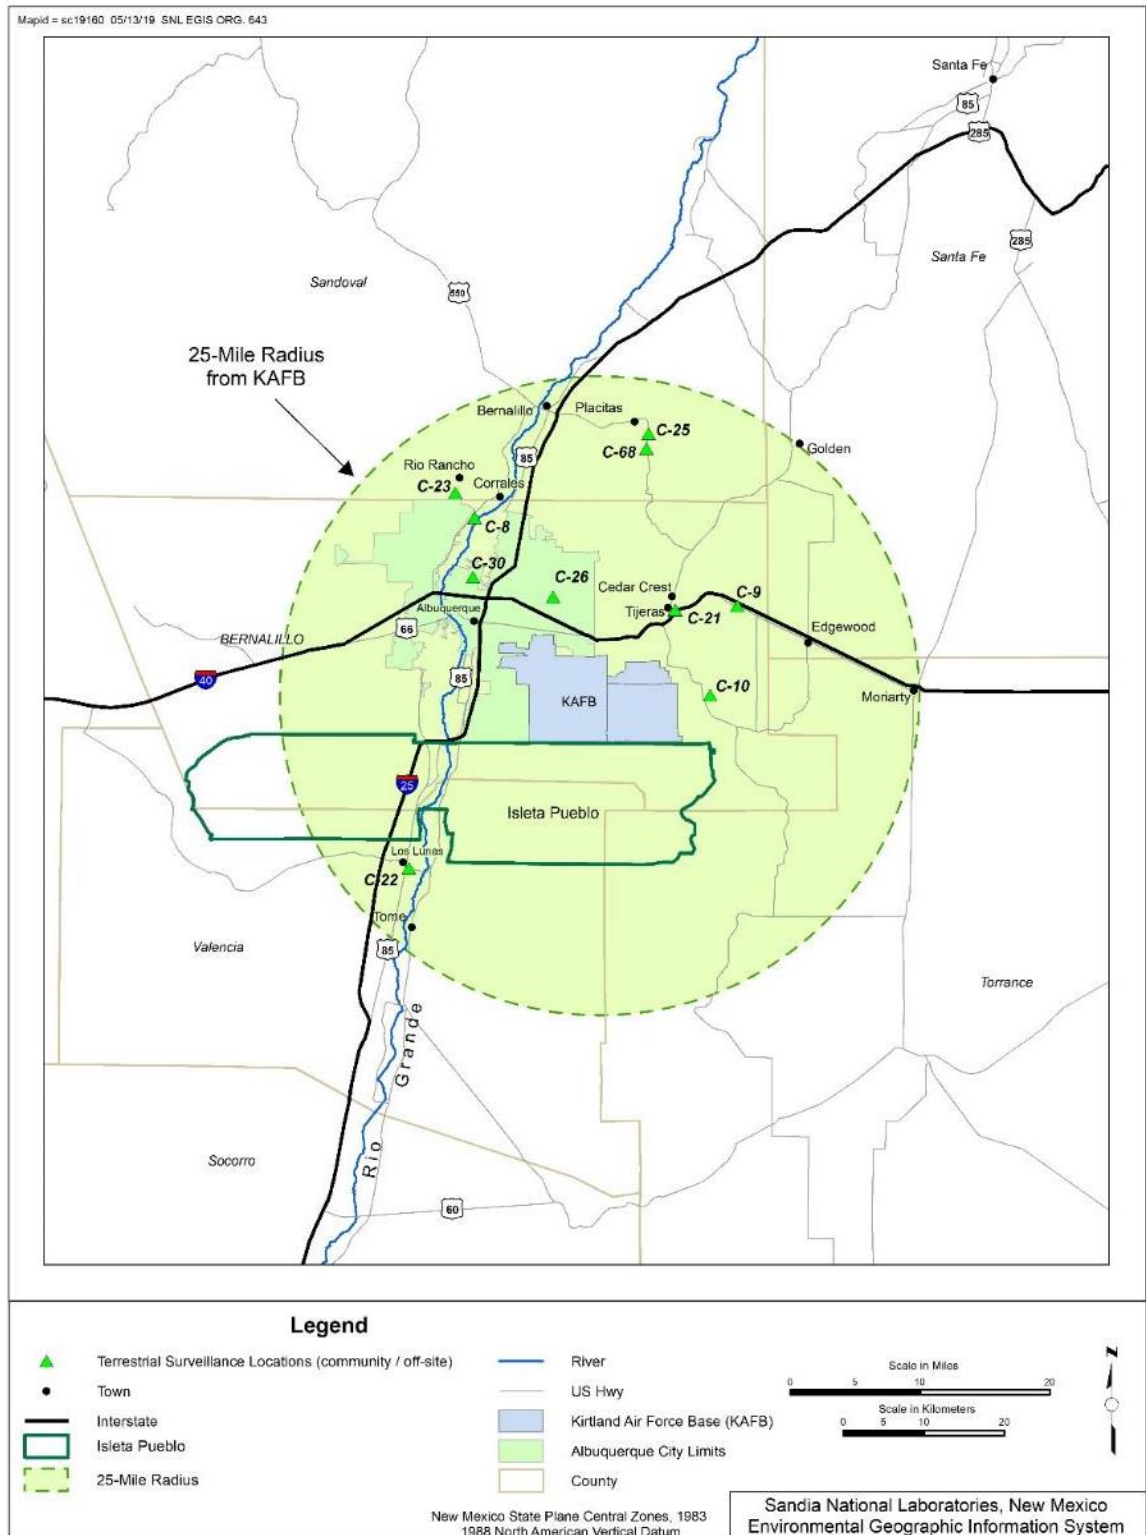 Mapid = sc19160 05/13/19 SNL EGIS ORG. 643
Santa Fe
85
285
285
Santa Fe
Sandoval
550
25-Mile Radius
from KAFB
Bernalillo
Placitas
C-25
C-68
Golden
85
Rio Rancho
C-23
Corrales
C-8
C-30
C-26
Cedar Crest
C-9
Albuquerque
Tijeras
C-21
66
BERNALILLO
Edgewood
40
85
C-10
KAFB
Moriarty
25
Isleta Pueblo
Los Lunas
C-22
Tome
85
Valencia
Torrance
Rio Grande
Socorro
60
Legend
Terrestrial Surveillance Locations (community / off-site)
Town
Interstate
Isleta Pueblo
25-Mile Radius
River
US Hwy
Kirtland Air Force Base (KAFB)
Albuquerque City Limits
County
Scale in Miles
0 5 10 20
Scale in Kilometers
0 5 10 20
N
New Mexico State Plane Central Zones, 1983
1988 North American Vertical Datum
Sandia National Laboratories, New Mexico
Environmental Geographic Information System